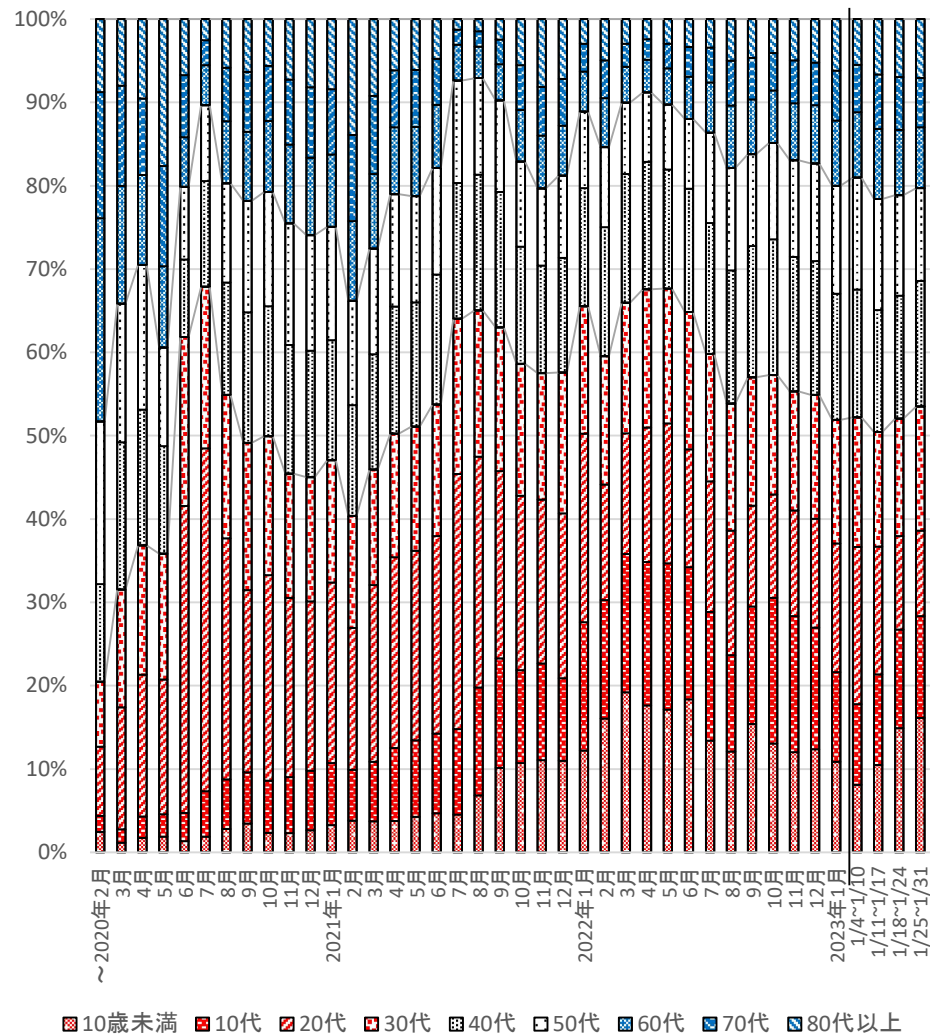 100%
90%
80%
70%
60%
50%
40%
30%
20%
10%
0%
～2020年2月
3月
4月
5月
6月
7月
8月
9月
10月
11月
12月
2021年1月
2月
3月
4月
5月
6月
7月
8月
9月
10月
11月
12月
2022年1月
2月
3月
4月
5月
6月
7月
8月
9月
10月
11月
12月
2023年1月
1/4~1/10
1/11~1/17
1/18~1/24
1/25~1/31
10歳未満 10代 20代 30代 40代 50代 60代 70代 80代以上